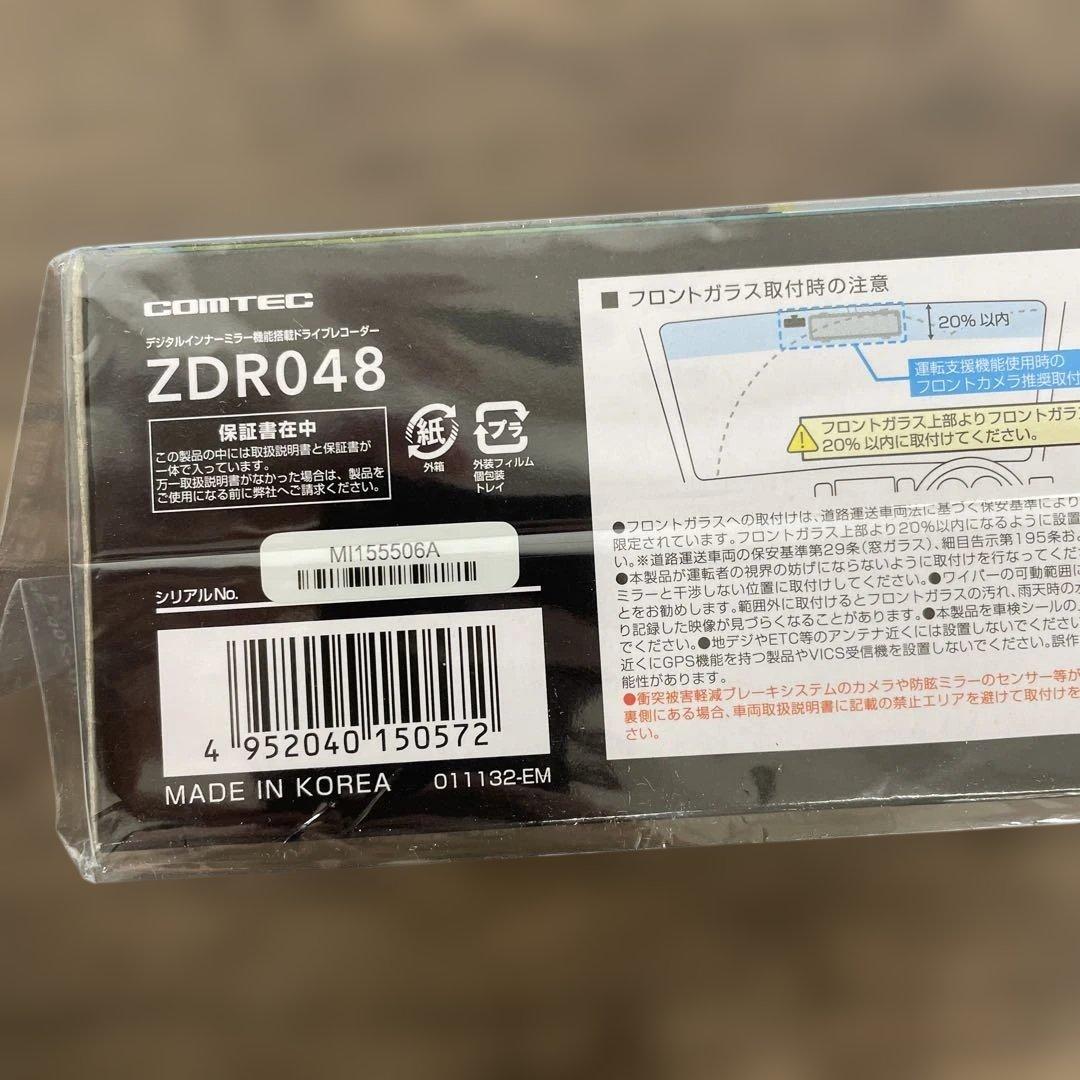 COMTEC
デジタルインナーミラー機能搭載ドライブレコーダー
ZDR048
保証書在中
この製品の中には取扱説明書と保証書が
一体で入っています。
万一取扱説明書がなかった場合は、製品を
ご使用になる前に弊社へご請求ください。
紙
外箱
プラ
外装フィルム
個包装
トレイ
MI155506A
シリアルNo.
4 952040 150572
MADE IN KOREA
011132-EM
■ フロントガラス取付時の注意
20% 以内
運転支援機能使用時の
フロントカメラ推奨取付
フロントガラス上部よりフロントガラ
20% 以内に取付けてください。
●フロントガラスへの取付けは、道路運送車両法に基づく保安基準により
限定されています。フロントガラス上部より20%以内になるように設置
い。※道路運送車両の保安基準第29条(窓ガラス)、細目告示第195条お
●本製品が運転者の視界の妨げにならないように取付けを行なってくだ
ミラーと干渉しない位置に取付けしてください。●ワイパーの可動範囲に
とをお勧めします。範囲外に取付けるとフロントガラスの汚れ、雨天時の
り記録した映像が見づらくなることがあります。●本製品を車検シールの
でください。●地デジやETC等のアンテナ近くには設置しないでください
近くにGPS機能を持つ製品やVICS受信機を設置しないでください。誤作
能性があります。
●衝突被害軽減ブレーキシステムのカメラや防眩ミラーのセンサー等が
裏側にある場合、車両取扱説明書に記載の禁止エリアを避けて取付けを
さい。